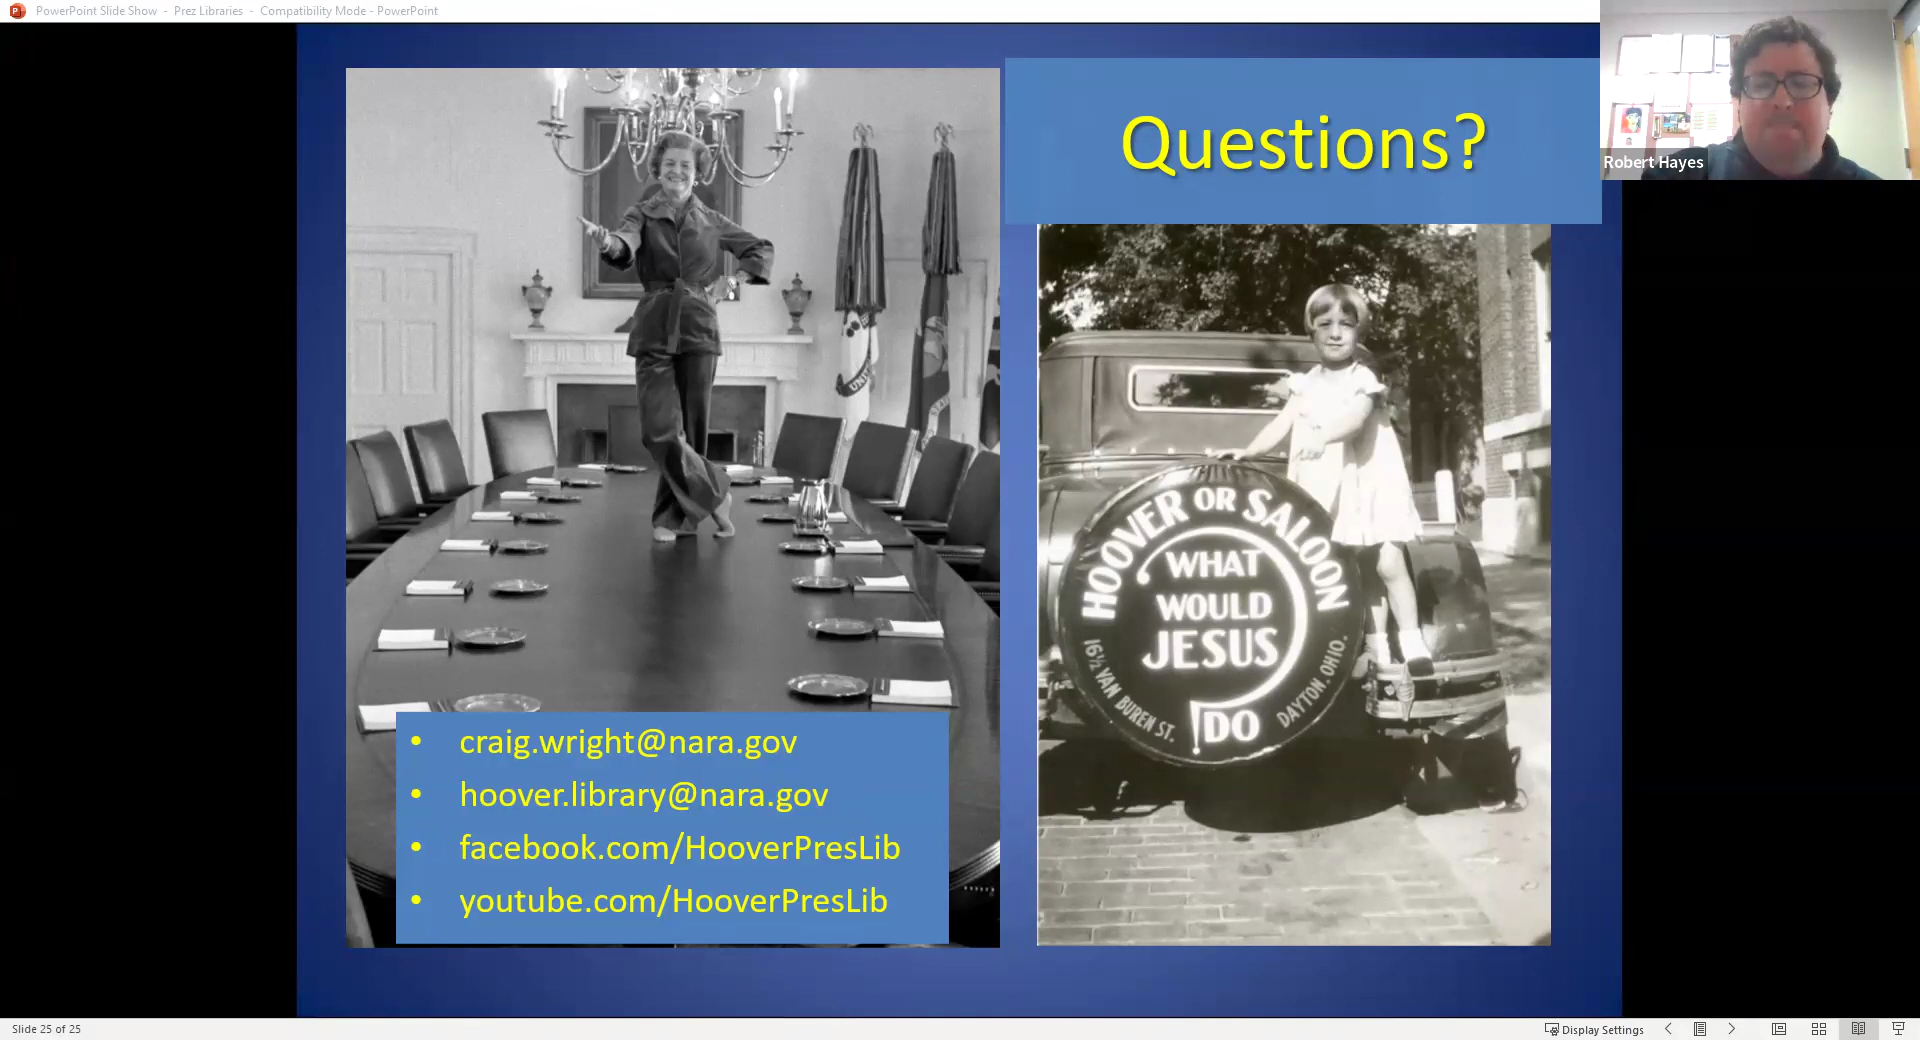 PowerPoint Slide Show - Prez Libraries - Compatibility Mode - PowerPoint
Questions?
Robert Hayes
HOOVER OR SALOON
WHAT
WOULD
JESUS
DO
16½ VAN BUREN ST. DAYTON, OHIO.
• craig.wright@nara.gov
• hoover.library@nara.gov
• facebook.com/HooverPresLib
• youtube.com/HooverPresLib
Slide 25 of 25
Display Settings